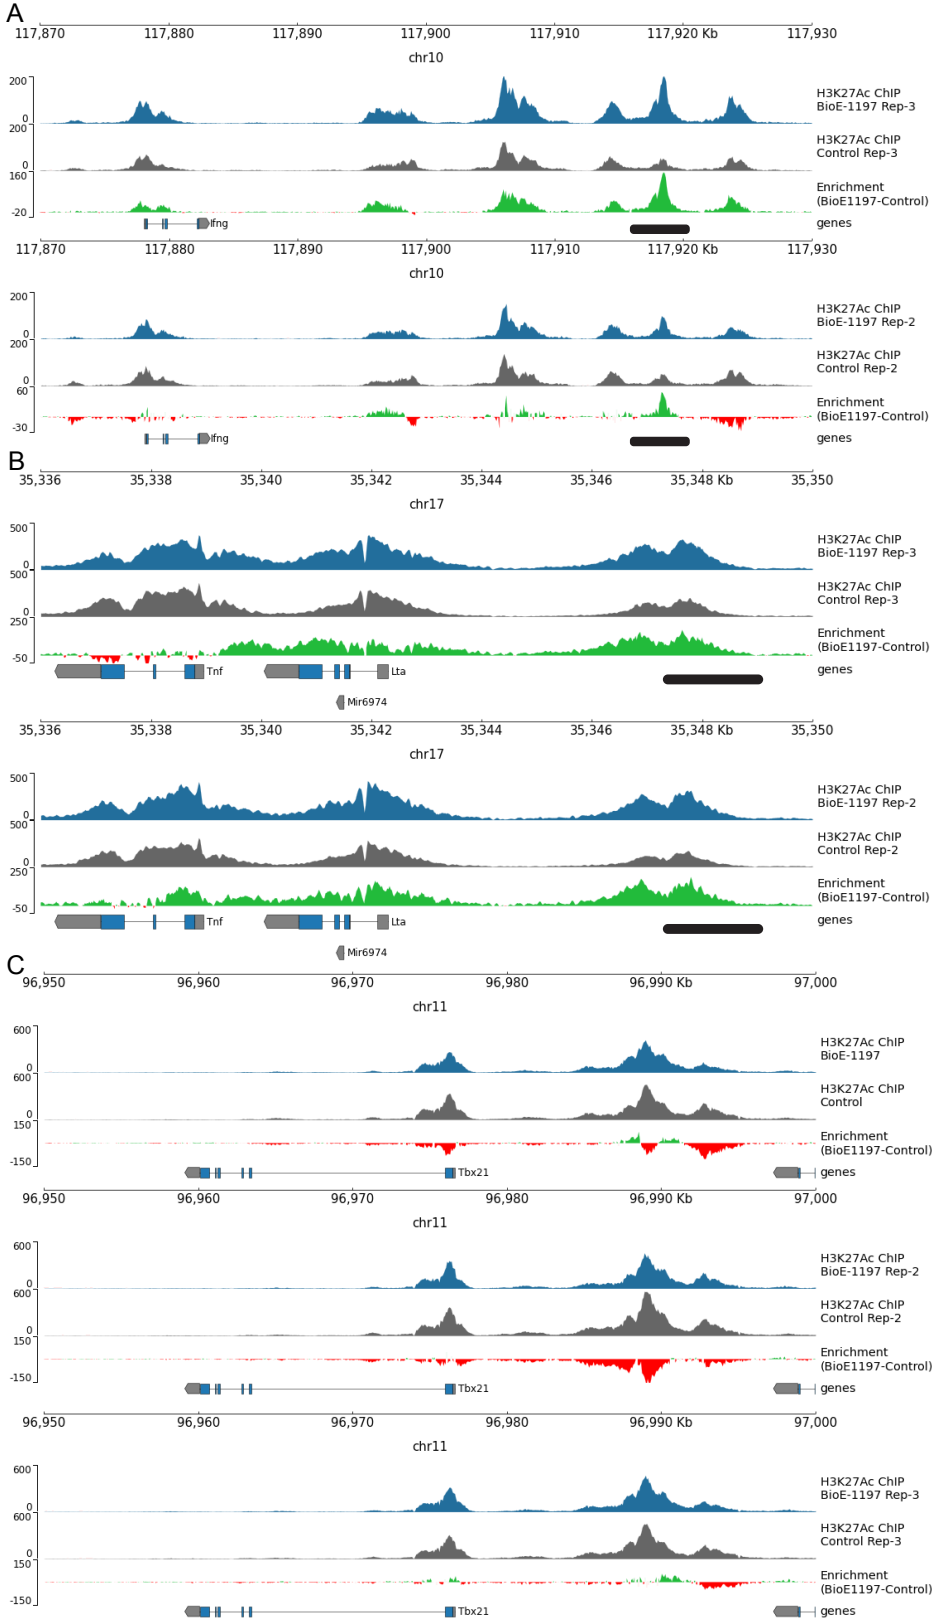 A
117,870 117,880 117,890 117,900 117,910 117,920 Kb 117,930
chr10
200
0
H3K27Ac ChIP
BioE-1197 Rep-3
200
0
H3K27Ac ChIP
Control Rep-3
160
-20
Enrichment
(BioE1197-Control)
Ifng
genes
117,870 117,880 117,890 117,900 117,910 117,920 Kb 117,930
chr10
200
0
H3K27Ac ChIP
BioE-1197 Rep-2
200
0
H3K27Ac ChIP
Control Rep-2
60
-30
Enrichment
(BioE1197-Control)
Ifng
genes
B
35,336 35,338 35,340 35,342 35,344 35,346 35,348 Kb 35,350
chr17
500
0
H3K27Ac ChIP
BioE-1197 Rep-3
500
0
H3K27Ac ChIP
Control Rep-3
250
-50
Enrichment
(BioE1197-Control)
Tnf Lta
genes
Mir6974
35,336 35,338 35,340 35,342 35,344 35,346 35,348 Kb 35,350
chr17
500
0
H3K27Ac ChIP
BioE-1197 Rep-2
500
0
H3K27Ac ChIP
Control Rep-2
250
-50
Enrichment
(BioE1197-Control)
Tnf Lta
genes
Mir6974
C
96,950 96,960 96,970 96,980 96,990 Kb 97,000
chr11
600
0
H3K27Ac ChIP
BioE-1197
600
0
H3K27Ac ChIP
Control
150
-150
Enrichment
(BioE1197-Control)
Tbx21
genes
96,950 96,960 96,970 96,980 96,990 Kb 97,000
chr11
600
0
H3K27Ac ChIP
BioE-1197 Rep-2
600
0
H3K27Ac ChIP
Control Rep-2
150
-150
Enrichment
(BioE1197-Control)
Tbx21
genes
96,950 96,960 96,970 96,980 96,990 Kb 97,000
chr11
600
0
H3K27Ac ChIP
BioE-1197 Rep-3
600
0
H3K27Ac ChIP
Control Rep-3
150
-150
Enrichment
(BioE1197-Control)
Tbx21
genes